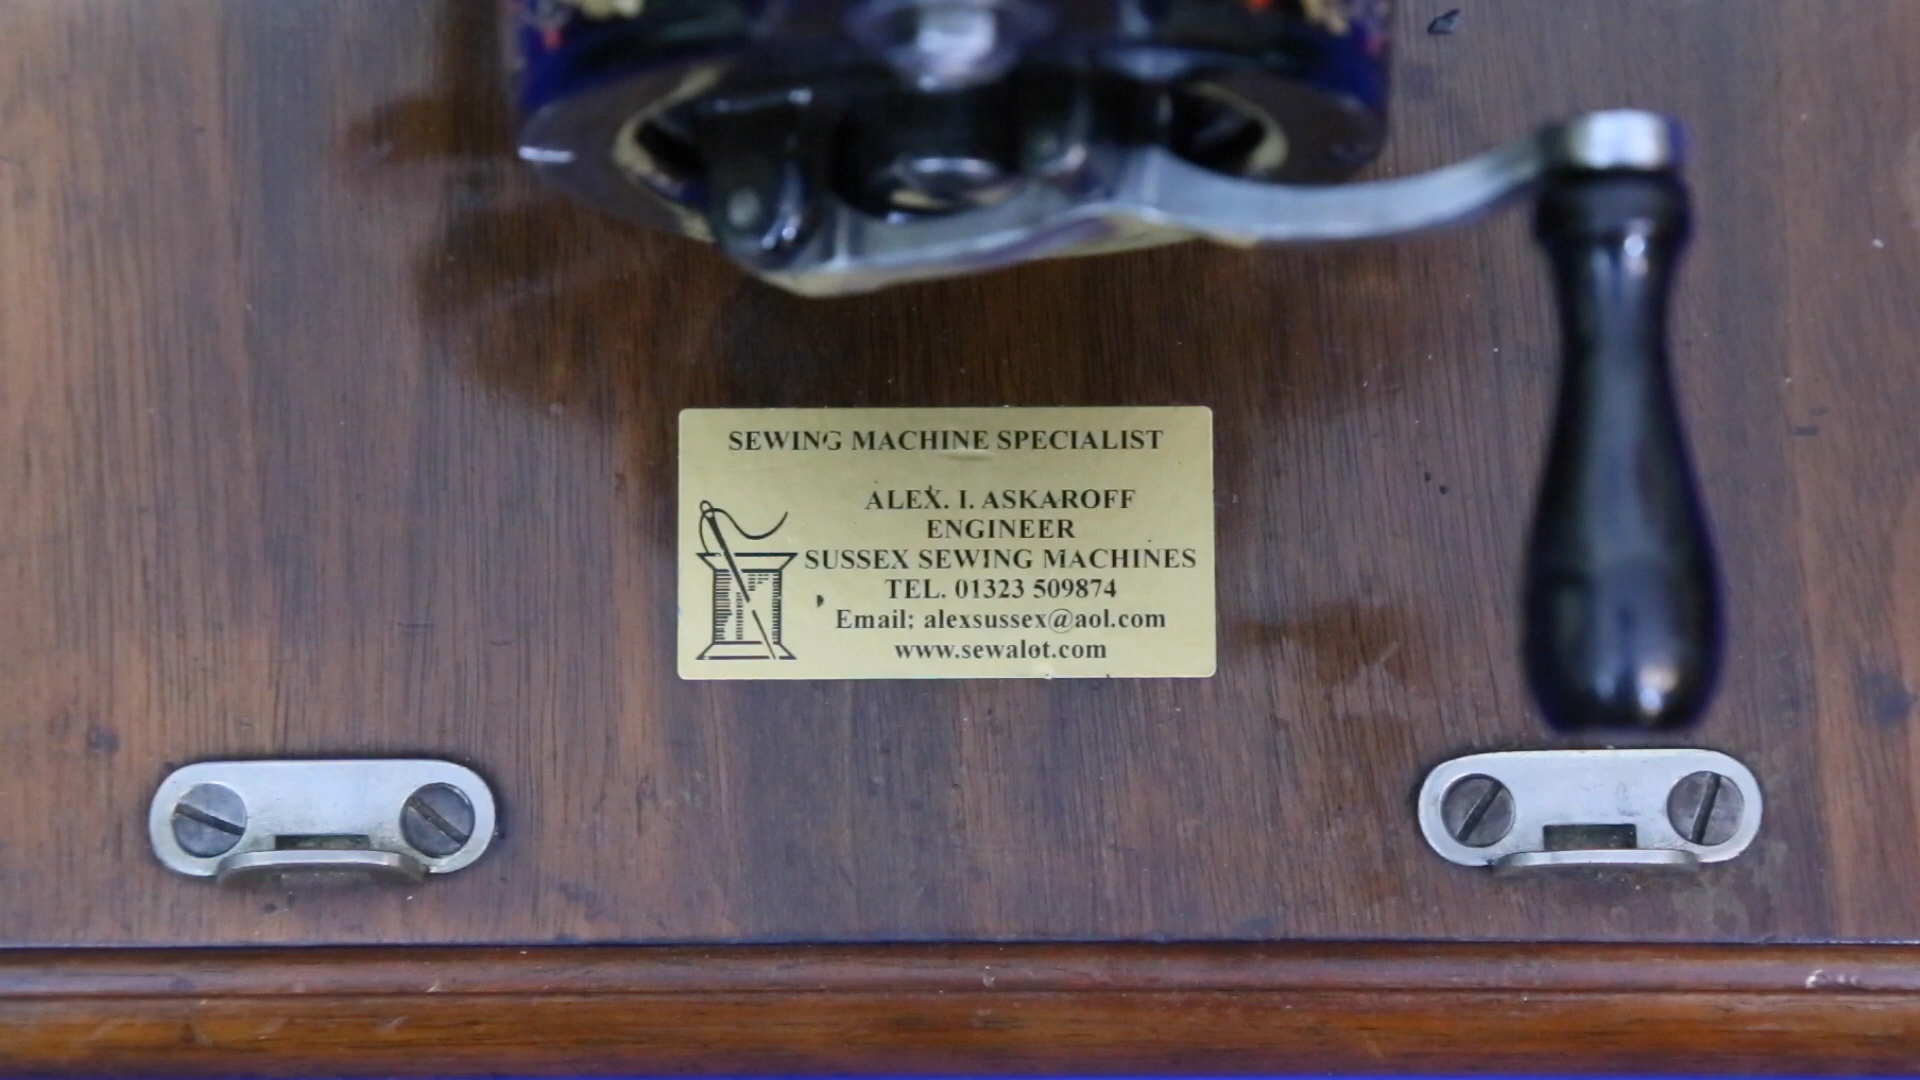 SEWING MACHINE SPECIALIST
ALEX. I. ASKAROFF
ENGINEER
SUSSEX SEWING MACHINES
TEL. 01323 509874
Email; alexsussex@aol.com
www.sewalot.com